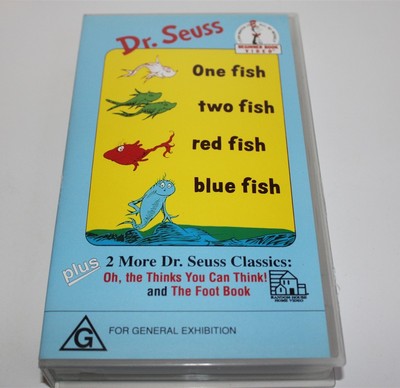 Dr. Seuss
BEGINNER BOOK
VIDEO
One fish
two fish
red fish
blue fish
plus
2 More Dr. Seuss Classics:
Oh, the Thinks You Can Think!
and The Foot Book
RANDOM HOUSE
HOME VIDEO
G
FOR GENERAL EXHIBITION